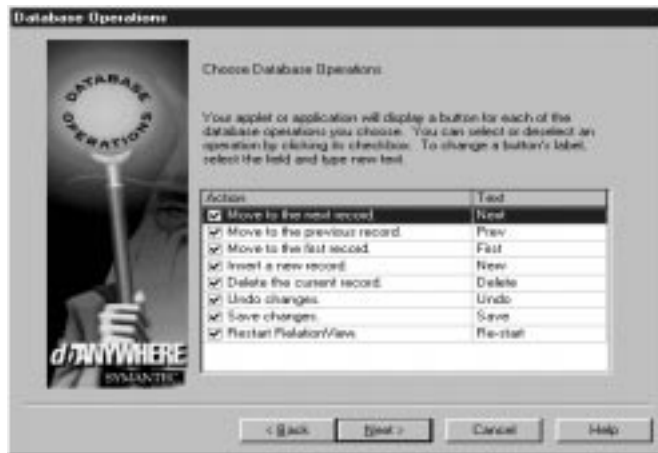 Database Operations
DATABASE OPERATIONS
Choose Database Operations
Your applet or application will display a button for each of the
database operations you choose. You can select or deselect an
operation by clicking its checkbox. To change a button's label,
select the field and type new text.
Action Text
Move to the next record. Next
Move to the previous record. Prev
Move to the first record. First
Insert a new record. New
Delete the current record. Delete
Undo changes. Undo
Save changes. Save
Restart RelationView. Re-start
dbANYWHERE
SYMANTEC
< Back Next > Cancel Help